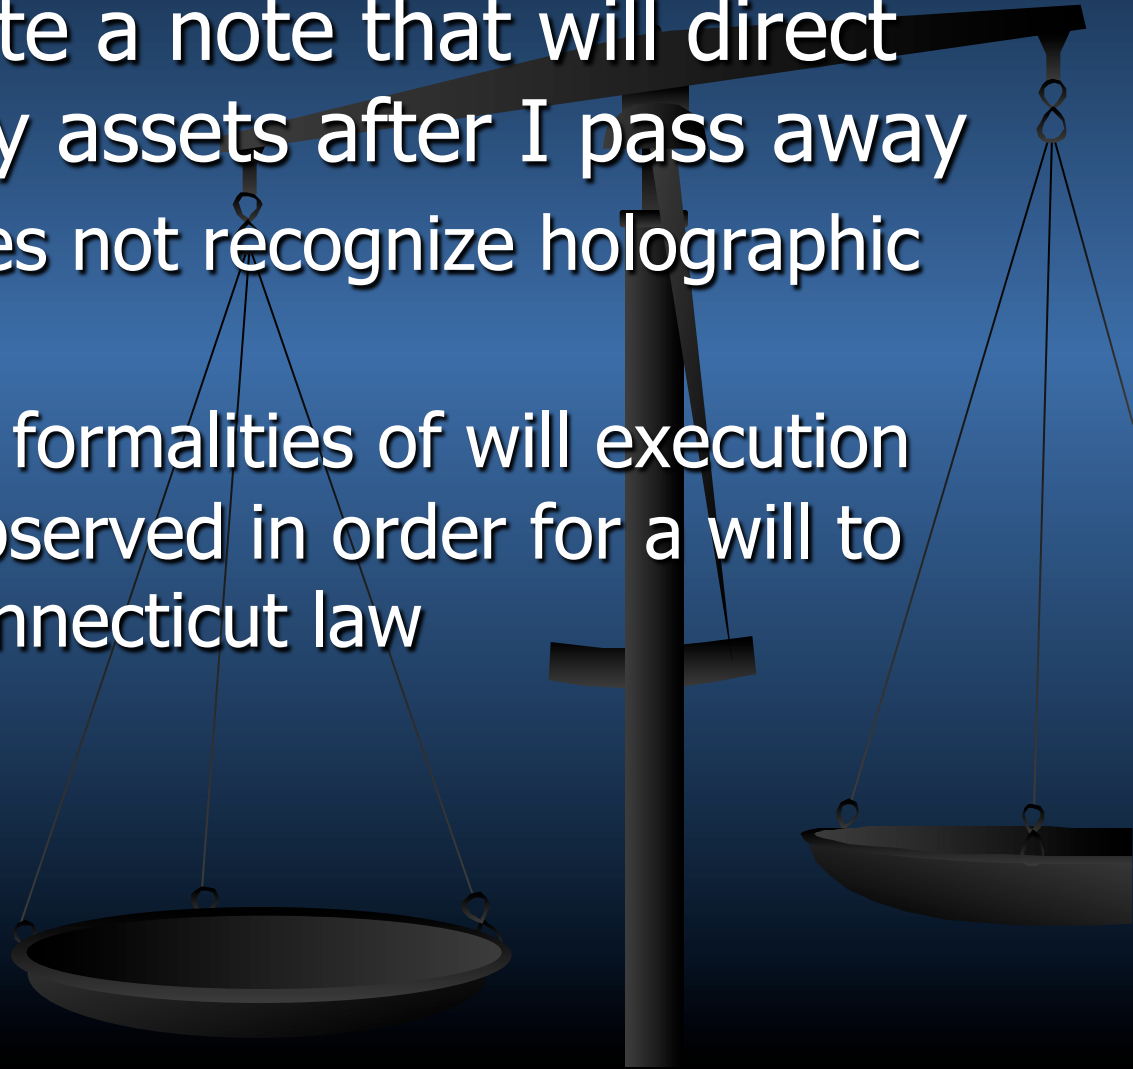 te a note that will direct
y assets after I pass away
es not recognize holographic
formalities of will execution
oserved in order for a will to
nnecticut law